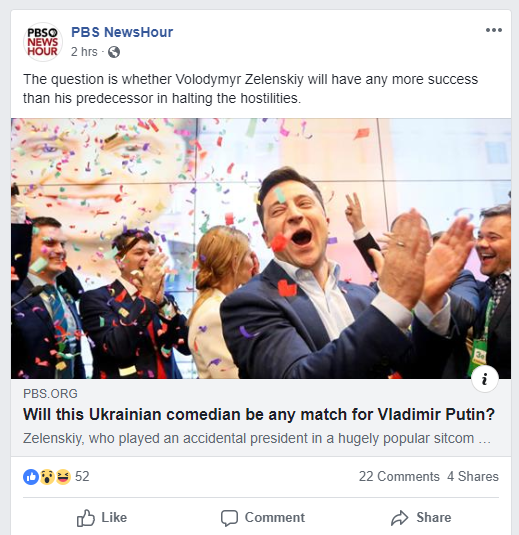 PBS
NEWS
HOUR
PBS NewsHour
2 hrs ·
The question is whether Volodymyr Zelenskiy will have any more success
than his predecessor in halting the hostilities.
PBS.ORG
Will this Ukrainian comedian be any match for Vladimir Putin?
Zelenskiy, who played an accidental president in a hugely popular sitcom ...
52
22 Comments 4 Shares
Like Comment Share